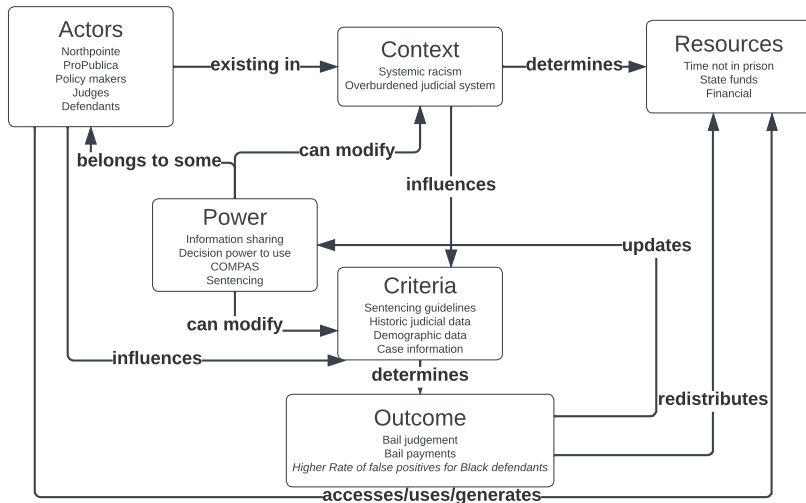 Actors
Northpointe
ProPublica
Policy makers
Judges
Defendants
existing in
Context
Systemic racism
Overburdened judicial system
determines
Resources
Time not in prison
State funds
Financial
belongs to some
can modify
influences
Power
Information sharing
Decision power to use
COMPAS
Sentencing
updates
Criteria
Sentencing guidelines
Historic judicial data
Demographic data
Case information
can modify
influences
determines
Outcome
Bail judgement
Bail payments
Higher Rate of false positives for Black defendants
redistributes
accesses/uses/generates